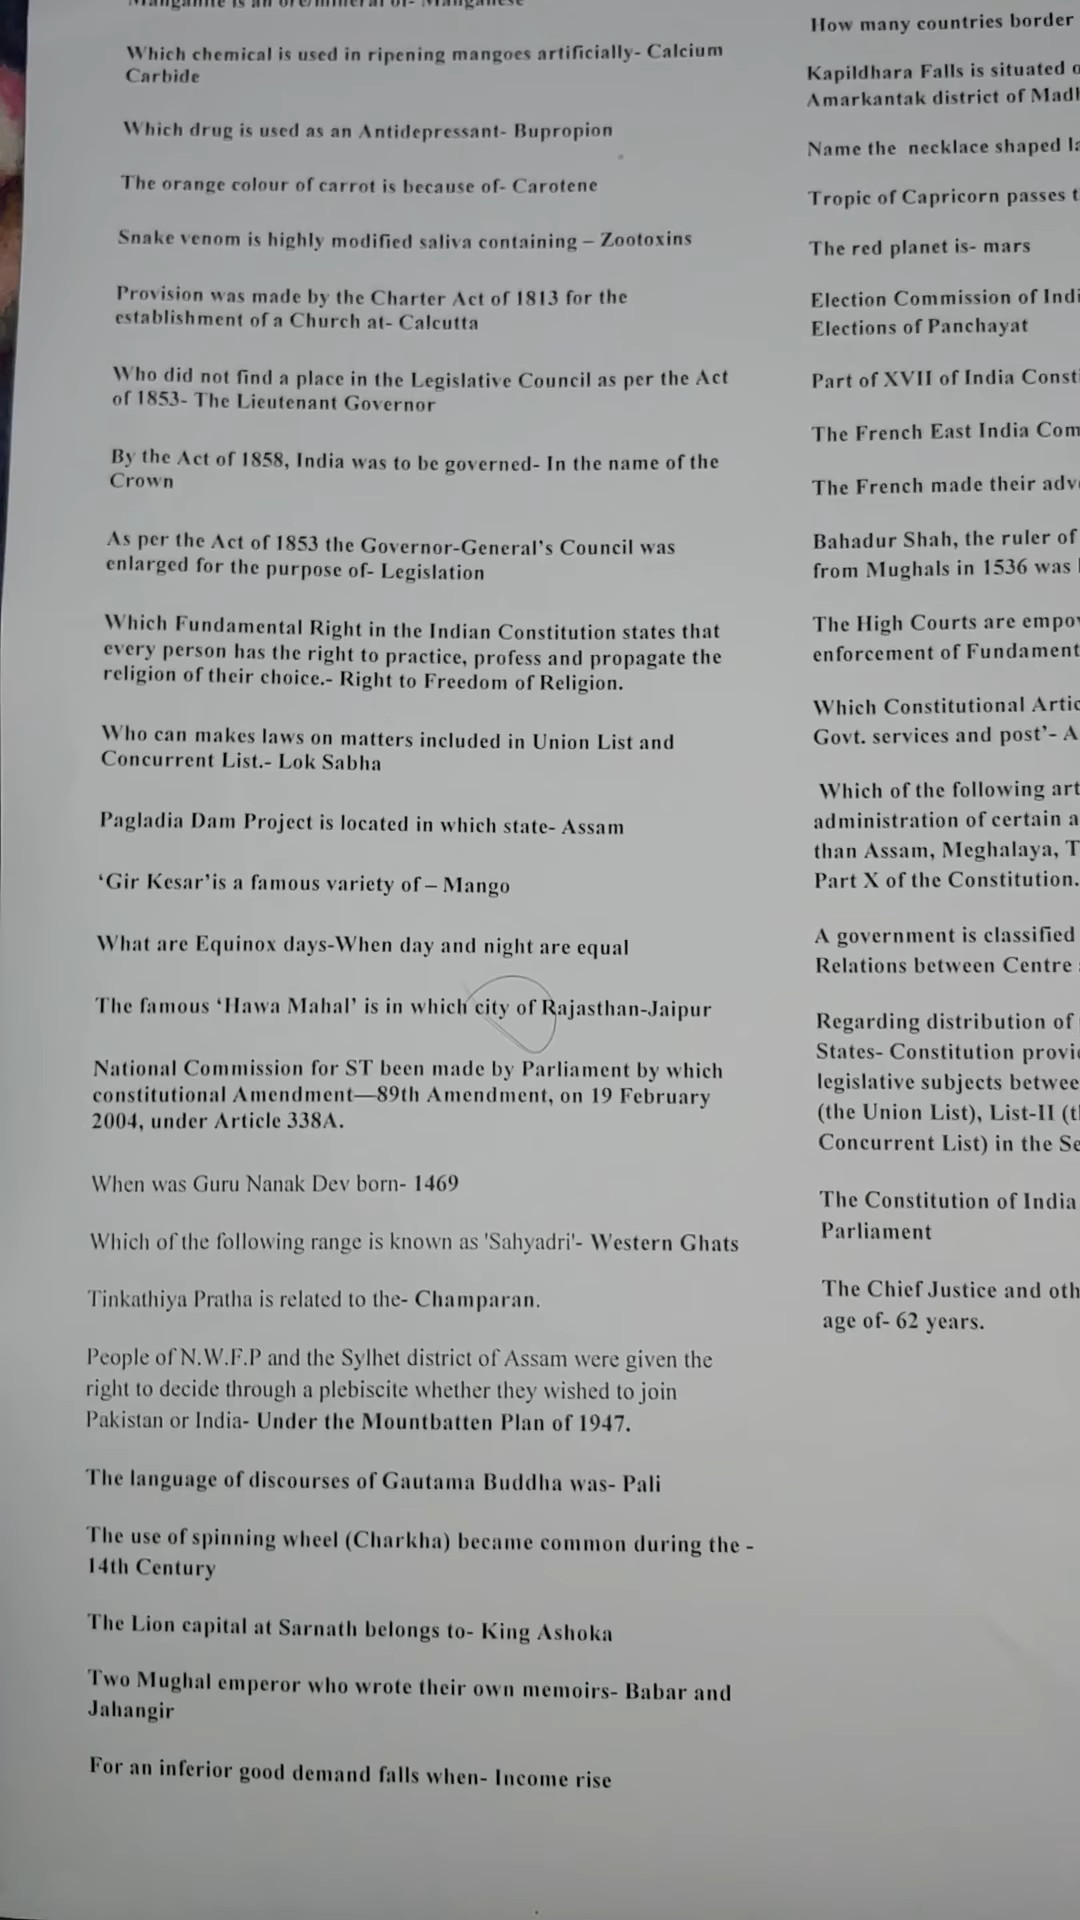 Manganite is an ore/mineral of- Manganese
Which chemical is used in ripening mangoes artificially- Calcium
Carbide
Which drug is used as an Antidepressant- Bupropion
The orange colour of carrot is because of- Carotene
Snake venom is highly modified saliva containing – Zootoxins
Provision was made by the Charter Act of 1813 for the
establishment of a Church at- Calcutta
Who did not find a place in the Legislative Council as per the Act
of 1853- The Lieutenant Governor
By the Act of 1858, India was to be governed- In the name of the
Crown
As per the Act of 1853 the Governor-General's Council was
enlarged for the purpose of- Legislation
Which Fundamental Right in the Indian Constitution states that
every person has the right to practice, profess and propagate the
religion of their choice.- Right to Freedom of Religion.
Who can makes laws on matters included in Union List and
Concurrent List.- Lok Sabha
Pagladia Dam Project is located in which state- Assam
‘Gir Kesar’is a famous variety of – Mango
What are Equinox days-When day and night are equal
The famous ‘Hawa Mahal’ is in which city of Rajasthan-Jaipur
National Commission for ST been made by Parliament by which
constitutional Amendment—89th Amendment, on 19 February
2004, under Article 338A.
When was Guru Nanak Dev born- 1469
Which of the following range is known as 'Sahyadri'- Western Ghats
Tinkathiya Pratha is related to the- Champaran.
People of N.W.F.P and the Sylhet district of Assam were given the
right to decide through a plebiscite whether they wished to join
Pakistan or India- Under the Mountbatten Plan of 1947.
The language of discourses of Gautama Buddha was- Pali
The use of spinning wheel (Charkha) became common during the -
14th Century
The Lion capital at Sarnath belongs to- King Ashoka
Two Mughal emperor who wrote their own memoirs- Babar and
Jahangir
For an inferior good demand falls when- Income rise
How many countries border
Kapildhara Falls is situated
Amarkantak district of
Name the necklace shaped
Tropic of Capricorn passes
The red planet is- mars
Election Commission of
Elections of Panchayat
Part of XVII of India
The French East India
The French made their
Bahadur Shah, the ruler of
from Mughals in 1536 was
The High Courts are
enforcement of
Which Constitutional
Govt. services and post’-
Which of the following
administration of certain
than Assam, Meghalaya,
Part X of the Constitution.
A government is classified
Relations between Centre
Regarding distribution of
States- Constitution
legislative subjects
(the Union List), List-II
Concurrent List) in the
The Constitution of India
Parliament
The Chief Justice and
age of- 62 years.